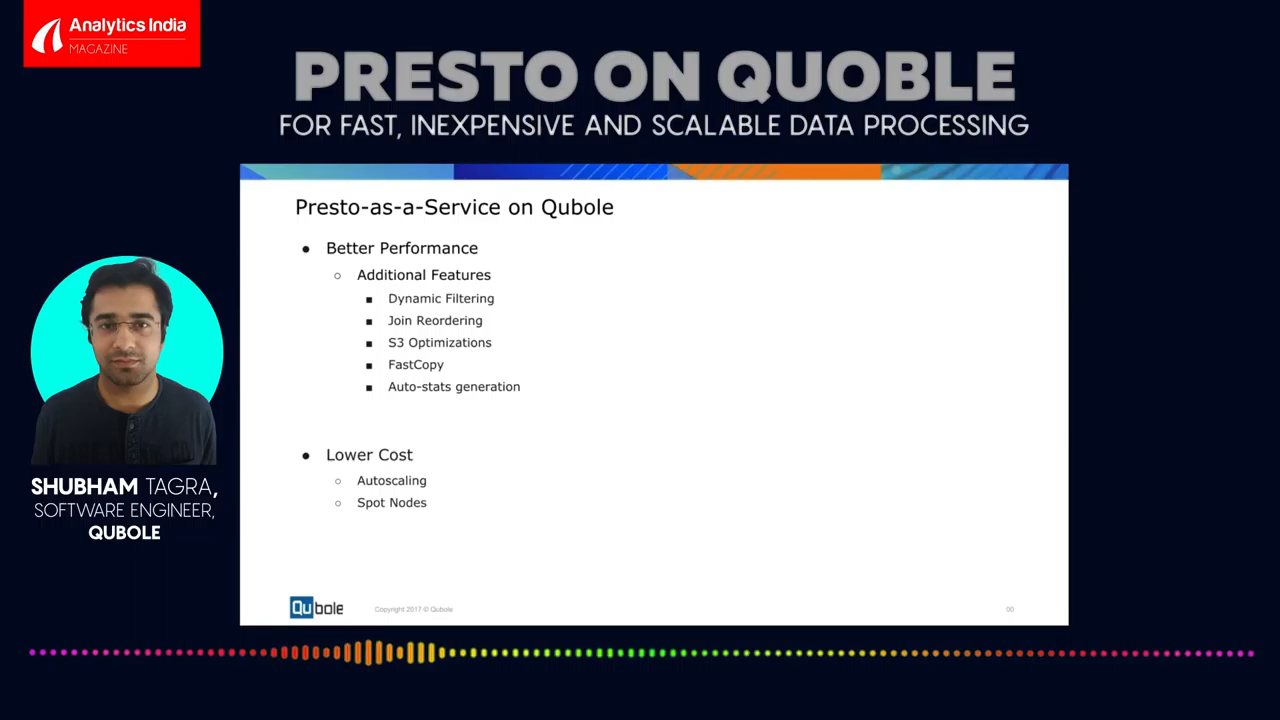 Analytics India
MAGAZINE
PRESTO ON QUOBLE
FOR FAST, INEXPENSIVE AND SCALABLE DATA PROCESSING
Presto-as-a-Service on Qubole
● Better Performance
○ Additional Features
■ Dynamic Filtering
■ Join Reordering
■ S3 Optimizations
■ FastCopy
■ Auto-stats generation
● Lower Cost
○ Autoscaling
○ Spot Nodes
SHUBHAM TAGRA,
SOFTWARE ENGINEER,
QUBOLE
Qubole
Copyright 2017 © Qubole
00